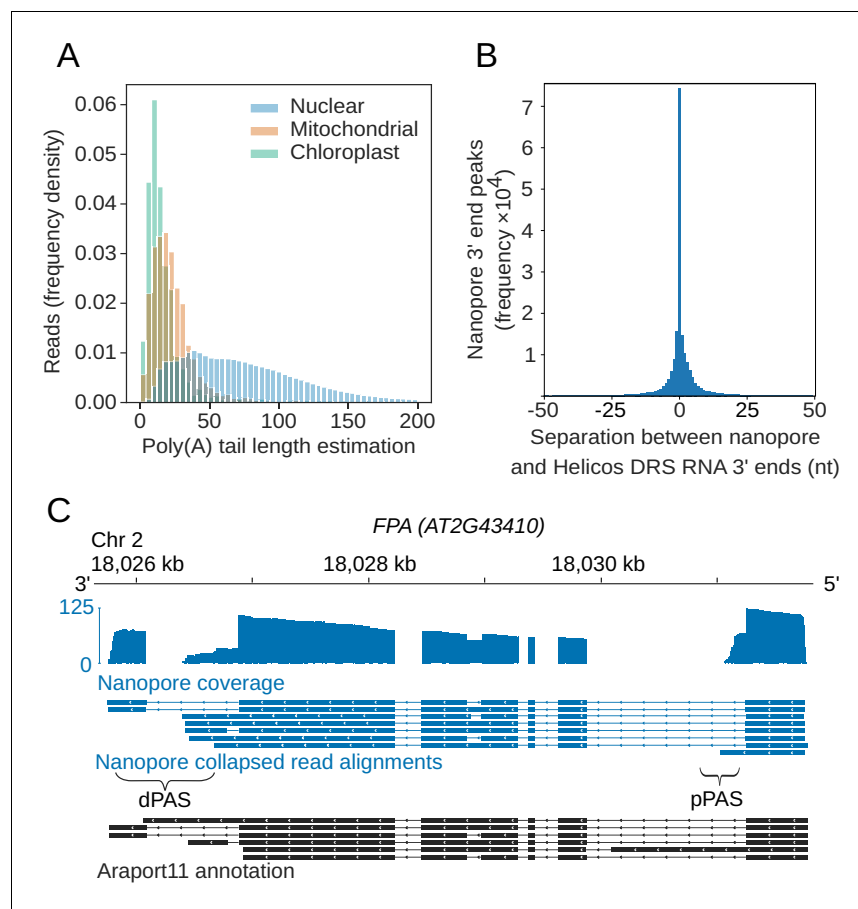 A
Reads (frequency density)
0.06
0.05
0.04
0.03
0.02
0.01
0.00
Nuclear
Mitochondrial
Chloroplast
0 50 100 150 200
Poly(A) tail length estimation
B
Nanopore 3' end peaks
(frequency ×10⁴)
7
6
5
4
3
2
1
-50 -25 0 25 50
Separation between nanopore
and Helicos DRS RNA 3' ends (nt)
C
FPA (AT2G43410)
Chr 2
18,026 kb 18,028 kb 18,030 kb
3' 5'
125
0
Nanopore coverage
Nanopore collapsed read alignments
dPAS pPAS
Araport11 annotation